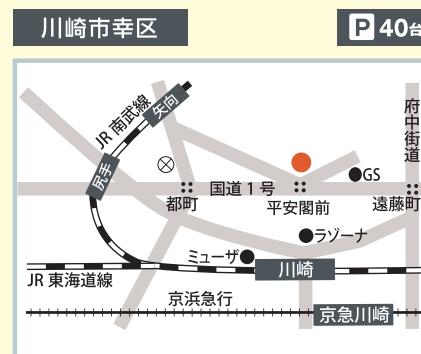 川崎市幸区
P 40台
JR 南武線
矢向
府中街道
尻手
GS
国道1号
都町
平安閣前
遠藤町
ラゾーナ
ミューザ
川崎
JR 東海道線
京浜急行
京急川崎